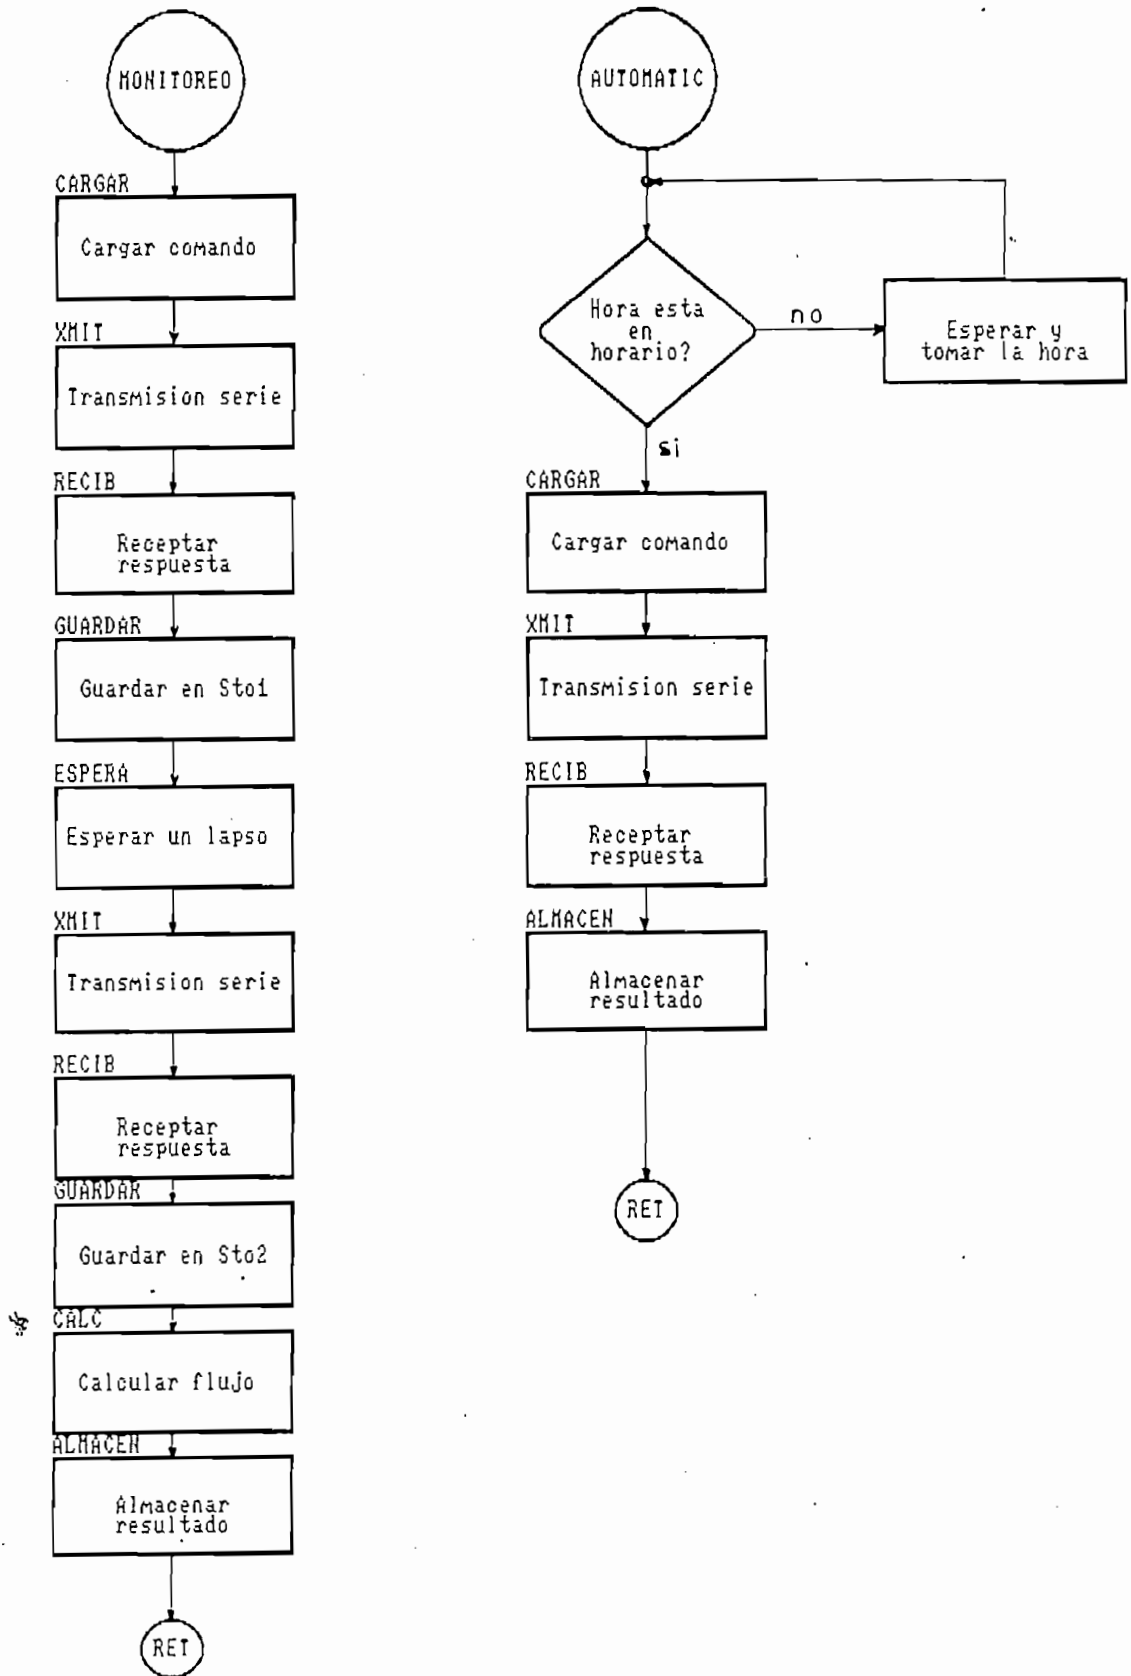 MONITOREO
CARGAR
Cargar comando
XMIT
Transmision serie
RECIB
Receptar
respuesta
GUARDAR
Guardar en Sto1
ESPERA
Esperar un lapso
XMIT
Transmision serie
RECIB
Receptar
respuesta
GUARDAR
Guardar en Sto2
CALC
Calcular flujo
ALMACEN
Almacenar
resultado
RET
AUTOMATIC
Hora esta
en
horario?
no
Esperar y
tomar la hora
si
CARGAR
Cargar comando
XMIT
Transmision serie
RECIB
Receptar
respuesta
ALMACEN
Almacenar
resultado
RET